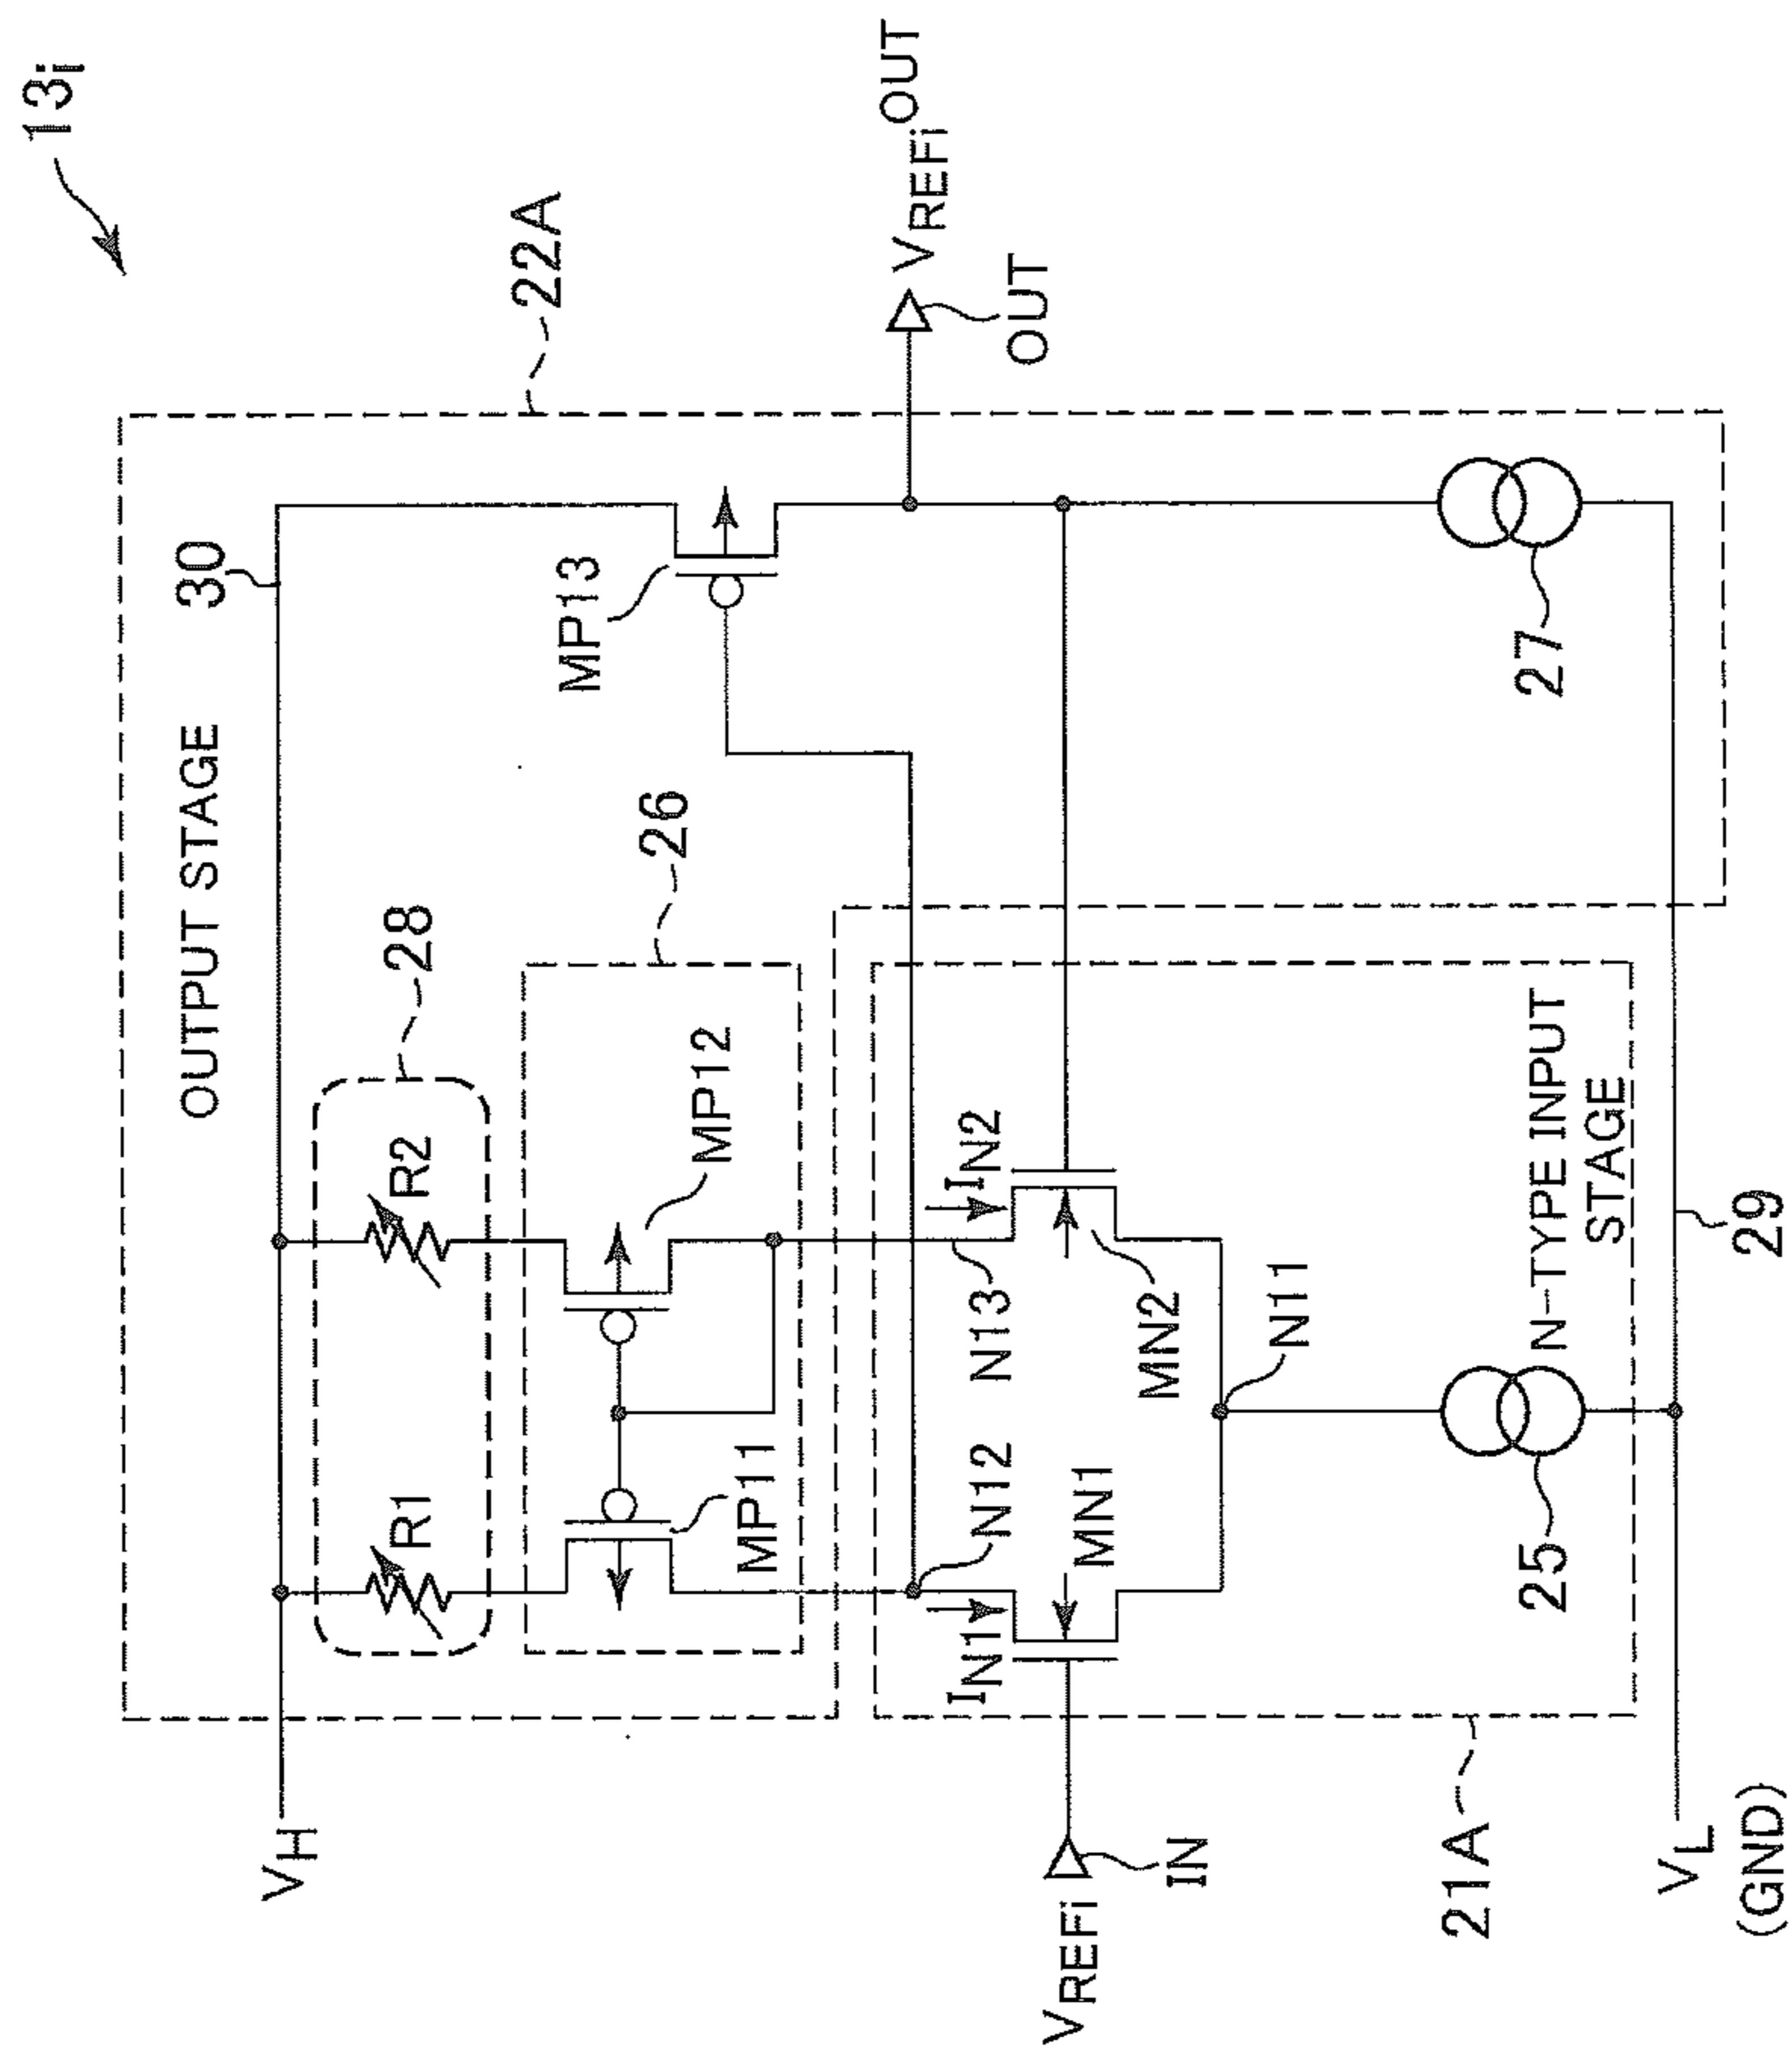 13i
22A
OUTPUT STAGE
30
28
R1
R2
26
MP11
MP12
MP13
VH
VREFi OUT
OUT
IN1
IN2
N12
N13
MN1
MN2
N11
VREFi
IN
21A
25
N-TYPE INPUT
STAGE
27
29
VL
(GND)